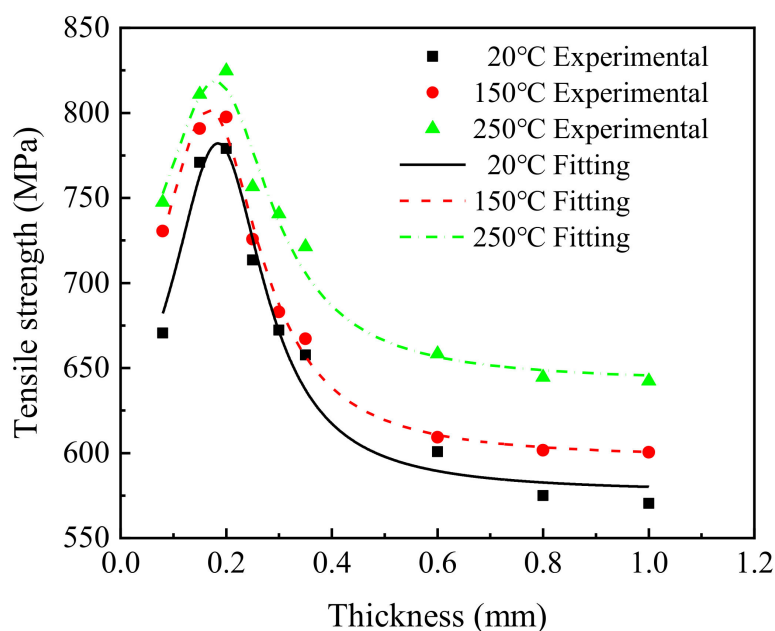 850
800
750
700
650
600
550
0.0 0.2 0.4 0.6 0.8 1.0 1.2
Tensile strength (MPa)
Thickness (mm)
20℃ Experimental
150℃ Experimental
250℃ Experimental
20℃ Fitting
150℃ Fitting
250℃ Fitting